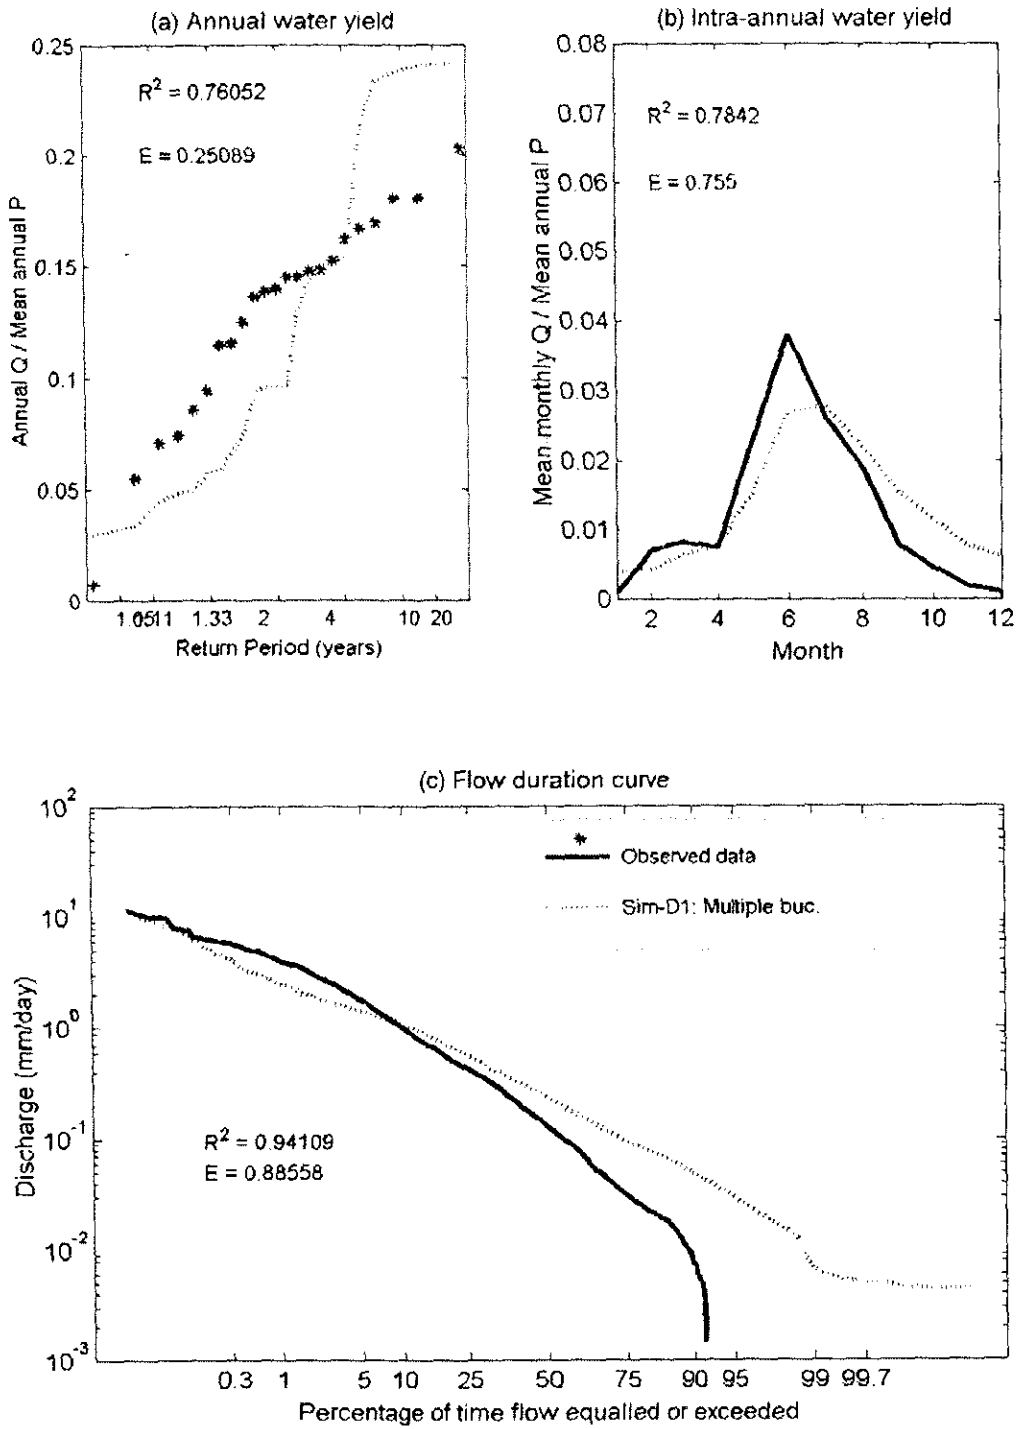 (a) Annual water yield
0.25
0.2
0.15
0.1
0.05
0
R² = 0.76052
E = 0.25089
Annual Q / Mean annual P
1.0511 1.33 2 4 10 20
Return Period (years)
(b) Intra-annual water yield
0.08
0.07
0.06
0.05
0.04
0.03
0.02
0.01
0
R² = 0.7842
E = 0.755
Mean monthly Q / Mean annual P
2 4 6 8 10 12
Month
(c) Flow duration curve
10²
10¹
10⁰
10⁻¹
10⁻²
10⁻³
Discharge (mm/day)
Observed data
Sim-D1: Multiple buc.
R² = 0.94109
E = 0.88558
0.3 1 5 10 25 50 75 90 95 99 99.7
Percentage of time flow equalled or exceeded